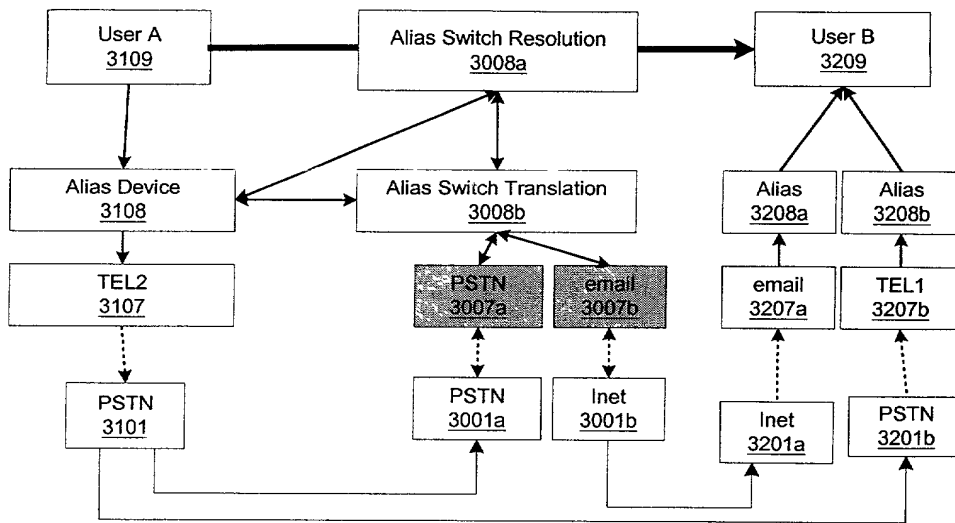 User A
3109
Alias Switch Resolution
3008a
User B
3209
Alias Device
3108
Alias Switch Translation
3008b
Alias
3208a
Alias
3208b
TEL2
3107
PSTN
3007a
email
3007b
email
3207a
TEL1
3207b
PSTN
3101
PSTN
3001a
Inet
3001b
Inet
3201a
PSTN
3201b